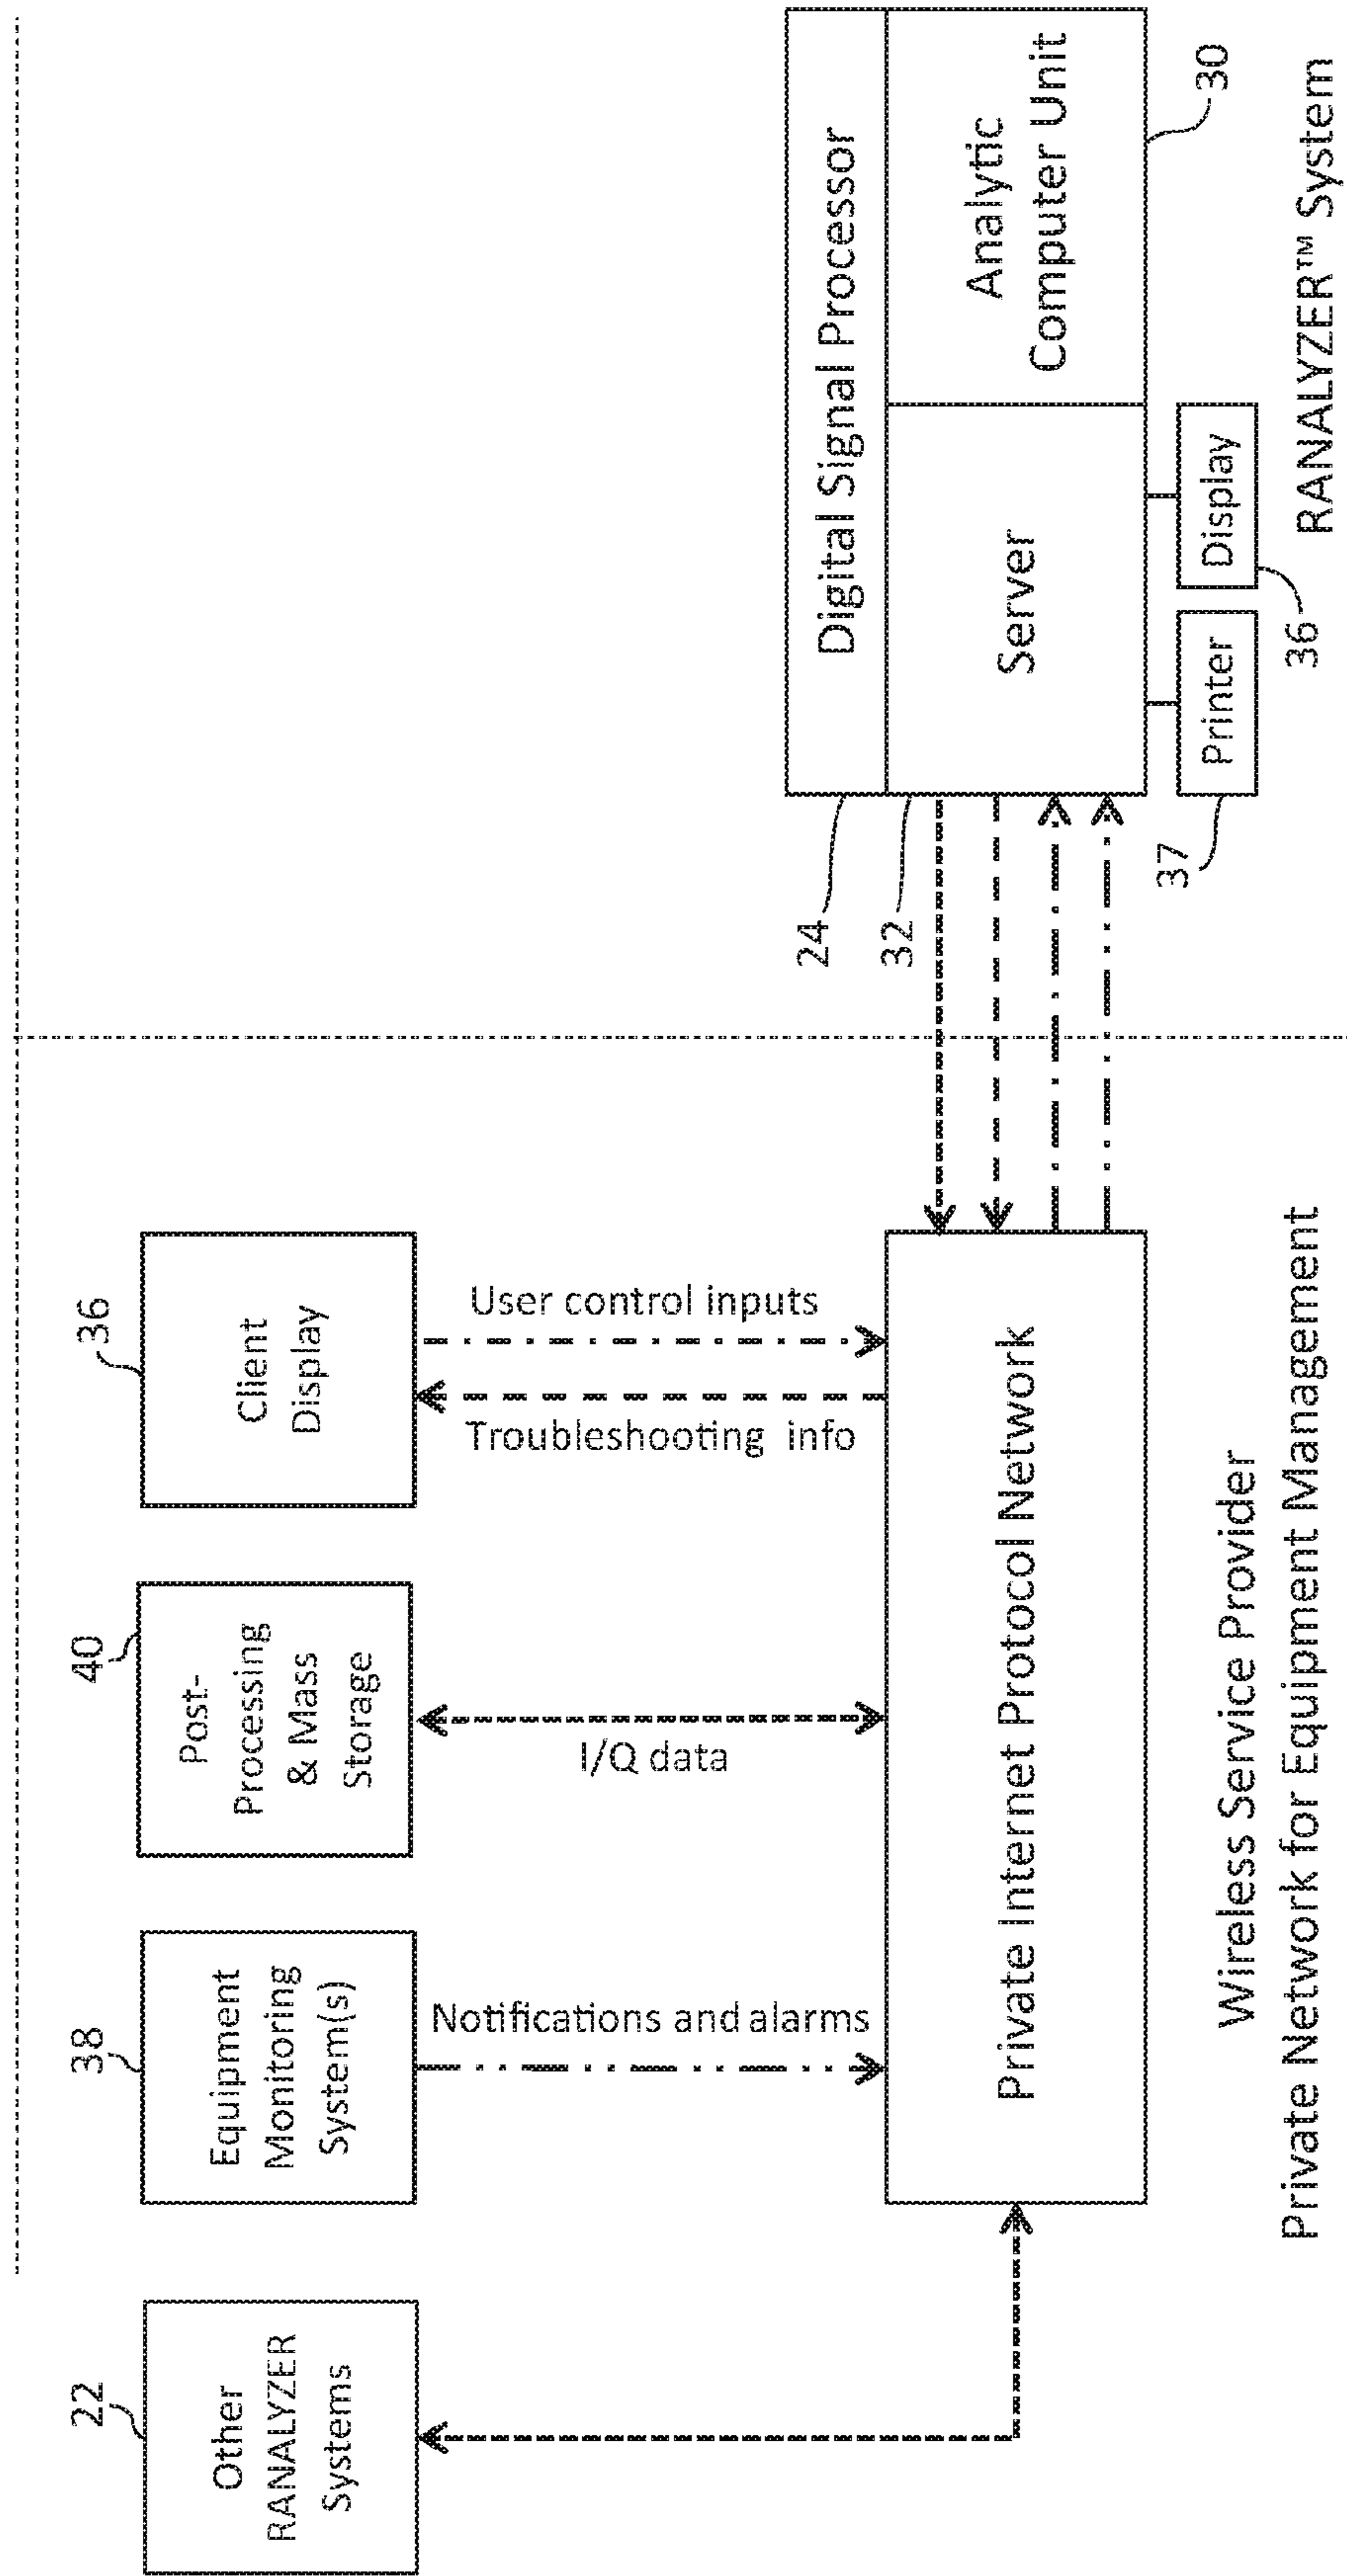 22
Other
RANALYZER
Systems
38
Equipment
Monitoring
System(s)
Notifications and alarms
40
Post-
Processing
& Mass
Storage
I/Q data
36
Client
Display
User control inputs
Troubleshooting info
Private Internet Protocol Network
Wireless Service Provider
Private Network for Equipment Management
24
32
Digital Signal Processor
Server
Analytic
Computer Unit
30
37
Printer
Display
36
RANALYZER™ System